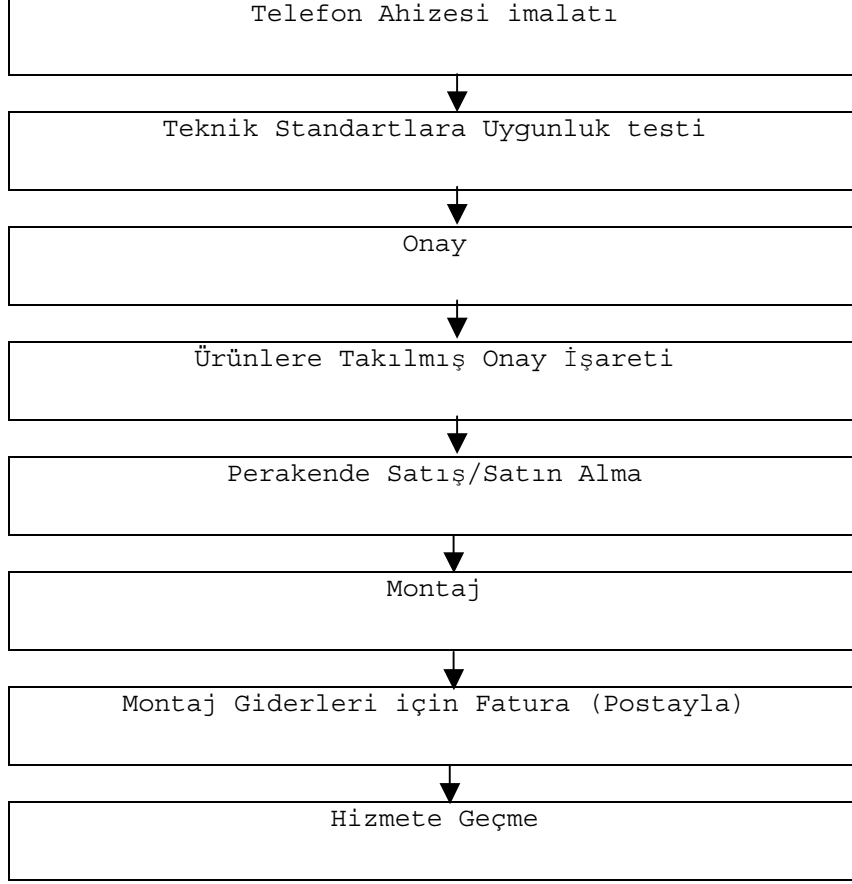 Telefon Ahizesi imalatı
Teknik Standartlara Uygunluk testi
Onay
Ürünlere Takılmış Onay İşareti
Perakende Satış/Satın Alma
Montaj
Montaj Giderleri için Fatura (Postayla)
Hizmete Geçme